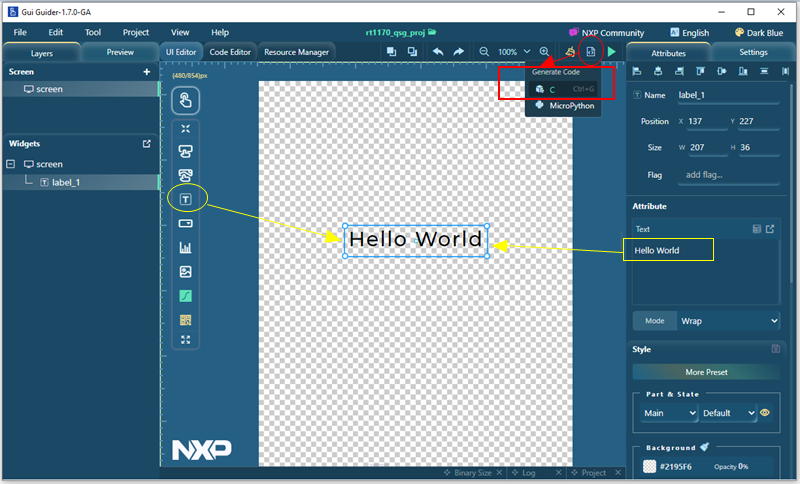 Gui Guider-1.7.0-GA
File Edit Tool Project View Help
rt1170_qsg_proj
NXP Community
English
Dark Blue
Layers
Preview
UI Editor
Code Editor
Resource Manager
100%
Attributes
Settings
Screen
+
screen
(480/854)px
Generate Code
C Ctrl+G
MicroPython
Widgets
screen
T label_1
T
Hello World
NXP
Binary Size ×
Log ×
Project ×
T Name label_1
Position X 137 Y 227
Size W 207 H 36
Flag add flag...
Attribute
Text
Hello World
Mode Wrap
Style
More Preset
Part & State
Main Default
Background
#2195F6 Opacity 0%